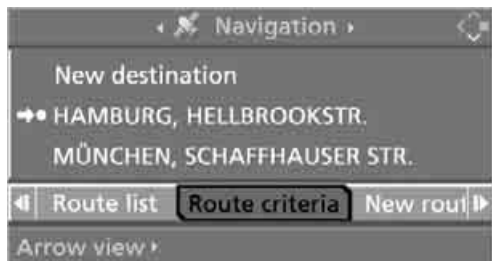 Navigation
New destination
HAMBURG, HELLBROOKSTR.
MÜNCHEN, SCHAFFHAUSER STR.
Route list Route criteria New rout
Arrow view